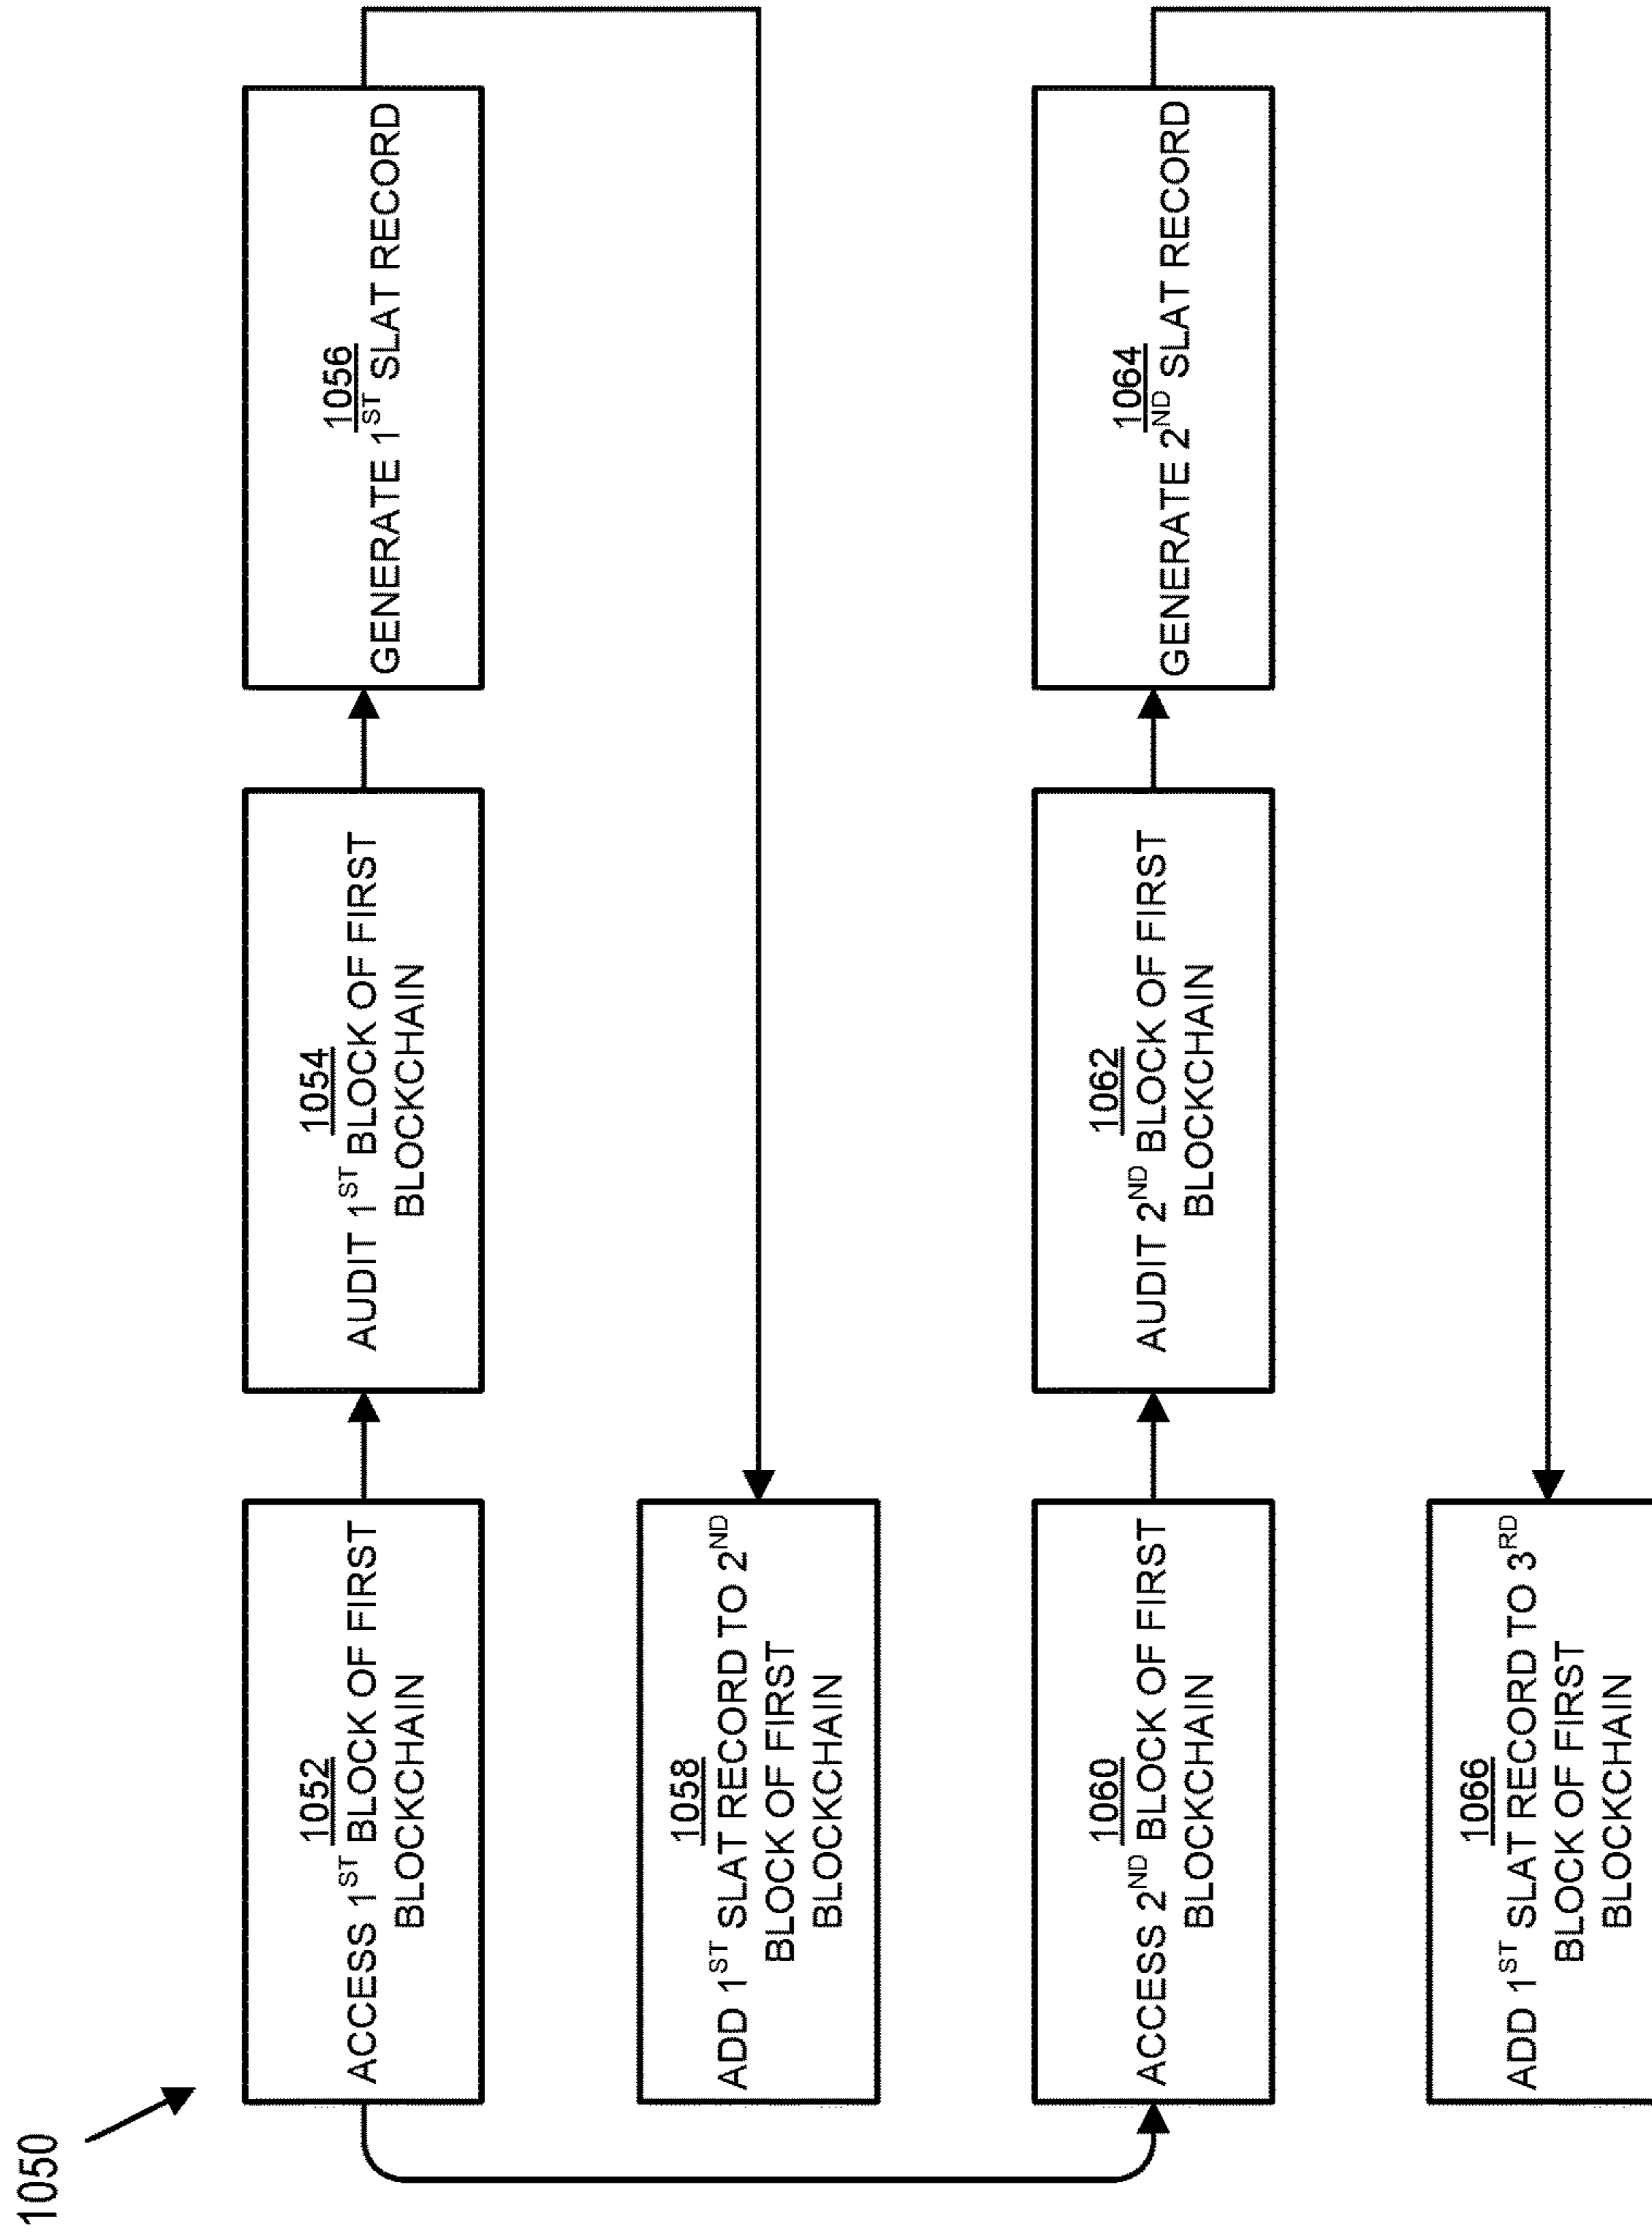 1050
1052
ACCESS 1ST BLOCK OF FIRST
BLOCKCHAIN
1054
AUDIT 1ST BLOCK OF FIRST
BLOCKCHAIN
1056
GENERATE 1ST SLAT RECORD
1058
ADD 1ST SLAT RECORD TO 2ND
BLOCK OF FIRST
BLOCKCHAIN
1060
ACCESS 2ND BLOCK OF FIRST
BLOCKCHAIN
1062
AUDIT 2ND BLOCK OF FIRST
BLOCKCHAIN
1064
GENERATE 2ND SLAT RECORD
1066
ADD 1ST SLAT RECORD TO 3RD
BLOCK OF FIRST
BLOCKCHAIN